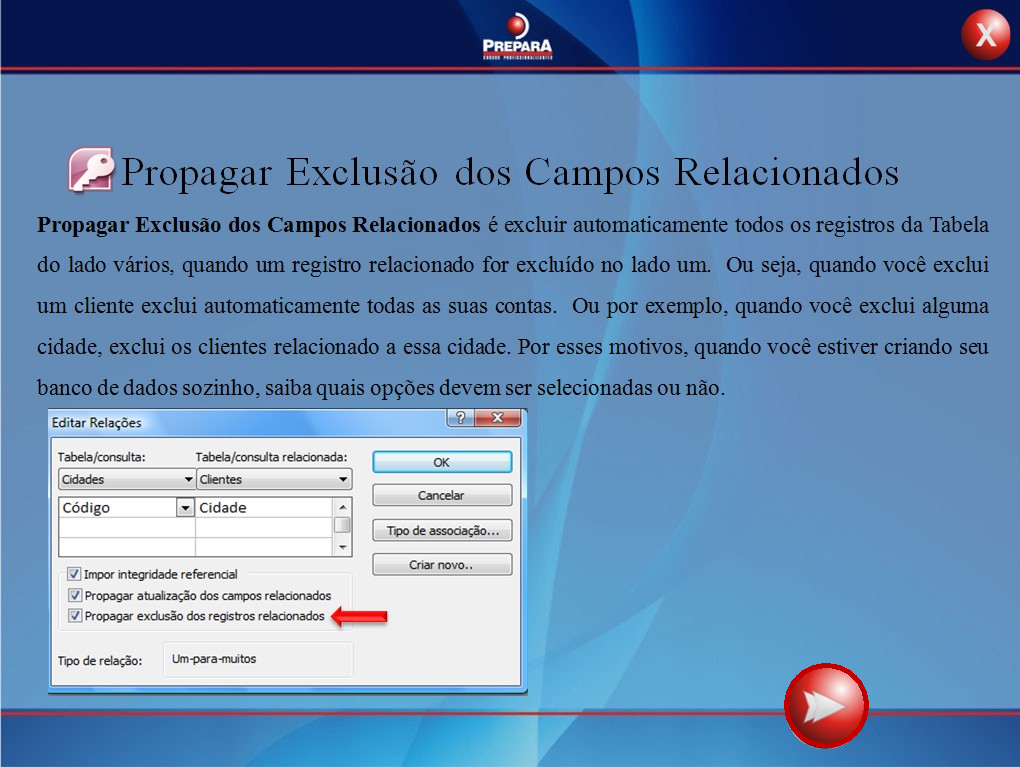 PREPARA
CURSOS PROFISSIONALIZANTES
X
Propagar Exclusão dos Campos Relacionados
Propagar Exclusão dos Campos Relacionados é excluir automaticamente todos os registros da Tabela
do lado vários, quando um registro relacionado for excluído no lado um. Ou seja, quando você exclui
um cliente exclui automaticamente todas as suas contas. Ou por exemplo, quando você exclui alguma
cidade, exclui os clientes relacionado a essa cidade. Por esses motivos, quando você estiver criando seu
banco de dados sozinho, saiba quais opções devem ser selecionadas ou não.
Editar Relações
?
Tabela/consulta: Tabela/consulta relacionada:
Cidades Clientes
Código Cidade
OK
Cancelar
Tipo de associação...
Criar novo..
Impor integridade referencial
Propagar atualização dos campos relacionados
Propagar exclusão dos registros relacionados
Tipo de relação: Um-para-muitos